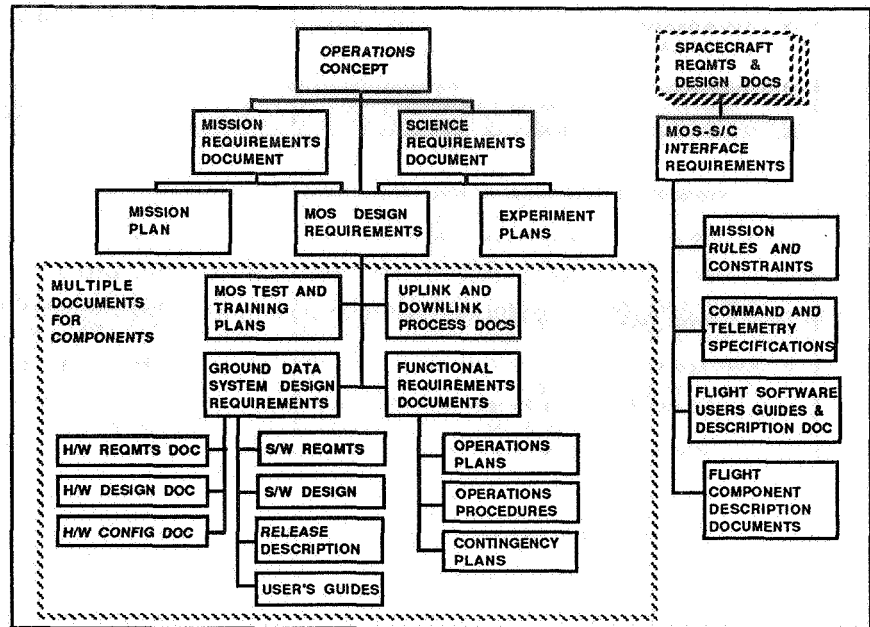 OPERATIONS
CONCEPT
SPACECRAFT
REQMTS &
DESIGN DOCS
MISSION
REQUIREMENTS
DOCUMENT
SCIENCE
REQUIREMENTS
DOCUMENT
MOS-S/C
INTERFACE
REQUIREMENTS
MISSION
PLAN
MOS DESIGN
REQUIREMENTS
EXPERIMENT
PLANS
MISSION
RULES AND
CONSTRAINTS
MULTIPLE
DOCUMENTS
FOR
COMPONENTS
MOS TEST AND
TRAINING
PLANS
UPLINK AND
DOWNLINK
PROCESS DOCS
COMMAND AND
TELEMETRY
SPECIFICATIONS
GROUND DATA
SYSTEM DESIGN
REQUIREMENTS
FUNCTIONAL
REQUIREMENTS
DOCUMENTS
FLIGHT SOFTWARE
USERS GUIDES &
DESCRIPTION DOC
H/W REQMTS DOC
H/W DESIGN DOC
H/W CONFIG DOC
S/W REQMTS
S/W DESIGN
RELEASE
DESCRIPTION
USER'S GUIDES
OPERATIONS
PLANS
OPERATIONS
PROCEDURES
CONTINGENCY
PLANS
FLIGHT
COMPONENT
DESCRIPTION
DOCUMENTS